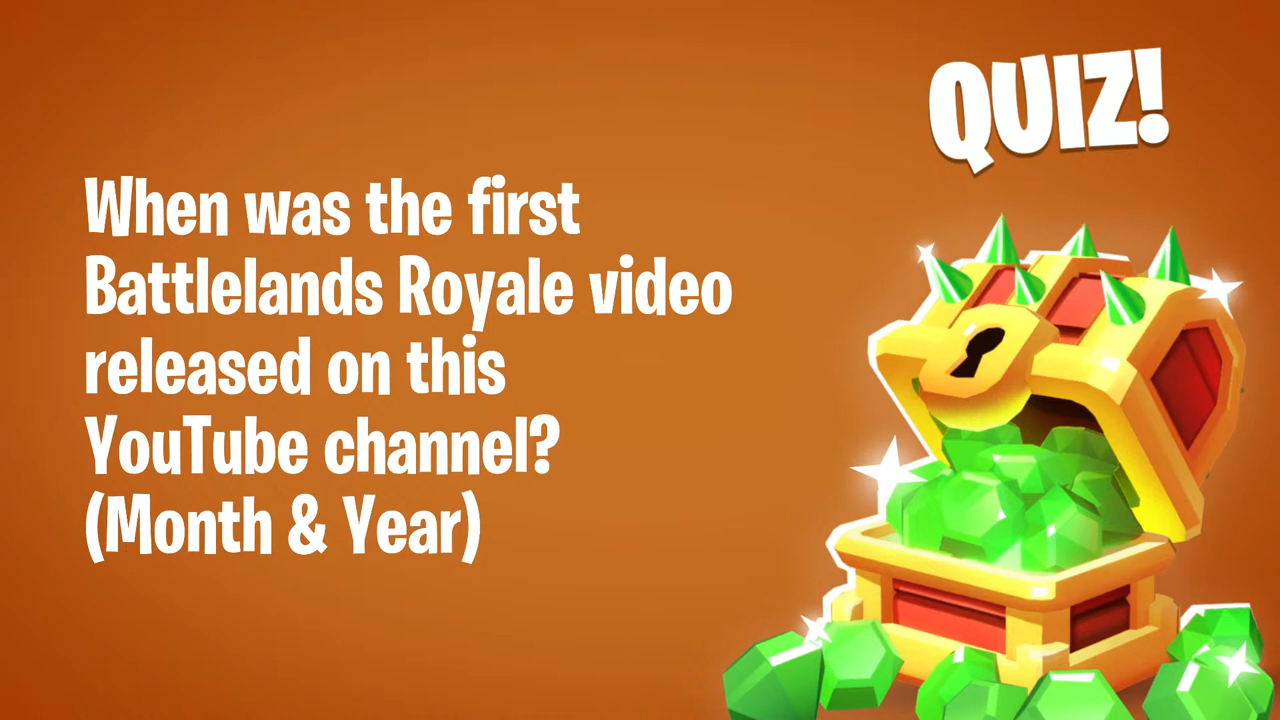 QUIZ!
When was the first
Battlelands Royale video
released on this
YouTube channel?
(Month & Year)